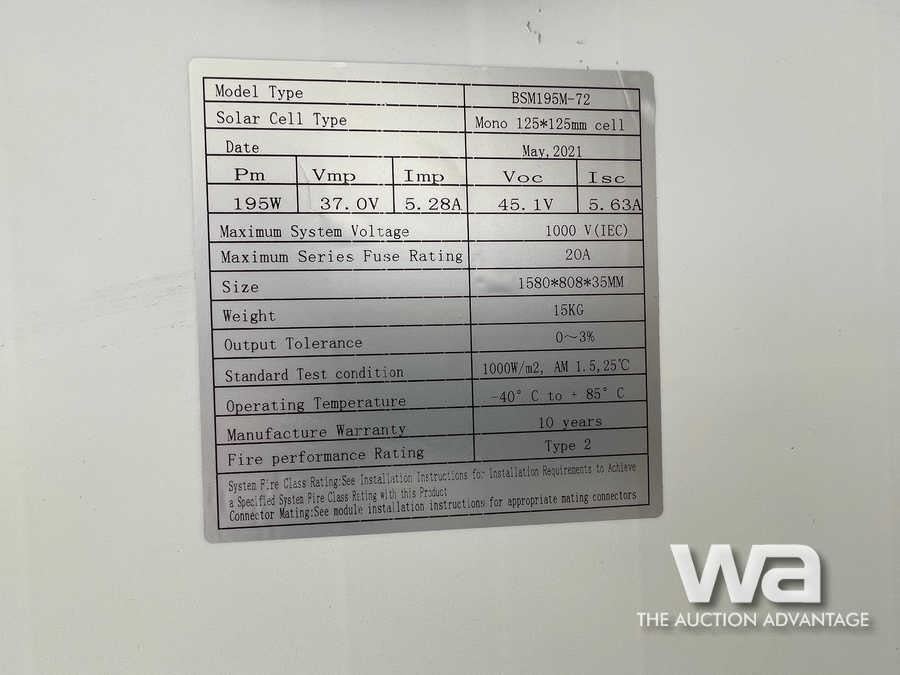 Model Type BSM195M-72
Solar Cell Type Mono 125*125mm cell
Date May,2021
Pm Vmp Imp Voc Isc
195W 37.0V 5.28A 45.1V 5.63A
Maximum System Voltage 1000 V(IEC)
Maximum Series Fuse Rating 20A
Size 1580*808*35MM
Weight 15KG
Output Tolerance 0~3%
Standard Test condition 1000W/m2, AM 1.5,25℃
Operating Temperature -40° C to + 85° C
Manufacture Warranty 10 years
Fire performance Rating Type 2
System Fire Class Rating:See Installation Instructions for Installation Requirements to Achieve
a Specified System Fire Class Rating with this Product
Connector Mating:See module installation instructions for appropriate mating connectors
wa
THE AUCTION ADVANTAGE